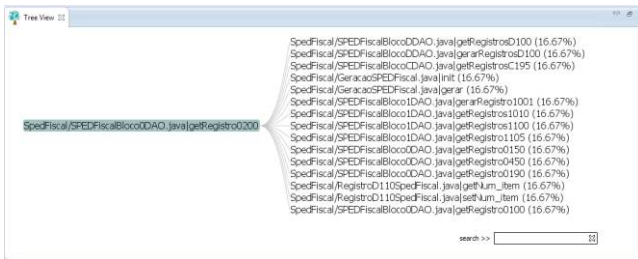 Tree View
SpedFiscal/SPEDFiscalBloco0DAO.java|getRegistro0200
SpedFiscal/SPEDFiscalBlocoDDAO.java|getRegistrosD100 (16.67%)
SpedFiscal/SPEDFiscalBlocoDDAO.java|gerarRegistrosD100 (16.67%)
SpedFiscal/SPEDFiscalBlocoCDAO.java|getRegistrosC195 (16.67%)
SpedFiscal/GeracaoSPEDFiscal.java|init (16.67%)
SpedFiscal/GeracaoSPEDFiscal.java|gerar (16.67%)
SpedFiscal/SPEDFiscalBloco1DAO.java|gerarRegistro1001 (16.67%)
SpedFiscal/SPEDFiscalBloco1DAO.java|getRegistros1010 (16.67%)
SpedFiscal/SPEDFiscalBloco1DAO.java|getRegistros1100 (16.67%)
SpedFiscal/SPEDFiscalBloco1DAO.java|getRegistro1105 (16.67%)
SpedFiscal/SPEDFiscalBloco0DAO.java|getRegistro0150 (16.67%)
SpedFiscal/SPEDFiscalBloco0DAO.java|getRegistro0450 (16.67%)
SpedFiscal/SPEDFiscalBloco0DAO.java|getRegistro0190 (16.67%)
SpedFiscal/RegistroD110SpedFiscal.java|getNum_item (16.67%)
SpedFiscal/RegistroD110SpedFiscal.java|setNum_item (16.67%)
SpedFiscal/SPEDFiscalBloco0DAO.java|getRegistro0100 (16.67%)
search >>